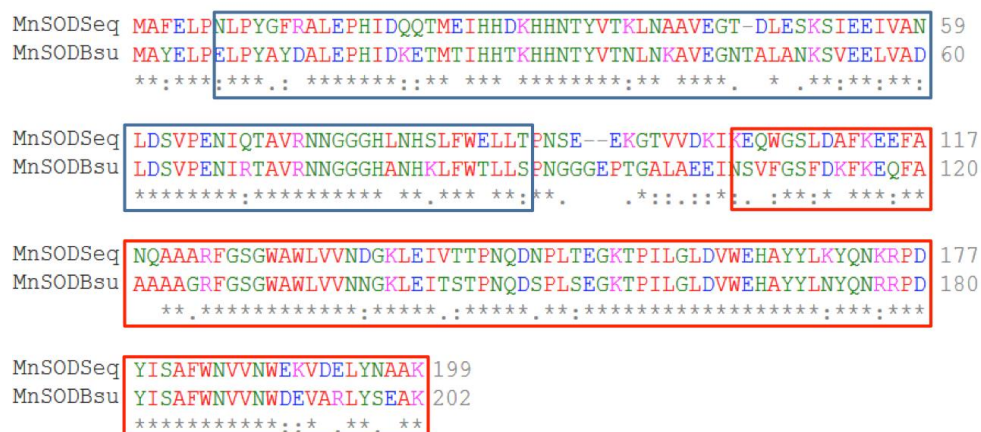 MnSODSeq MAFELPNLPYGFRALEPHIDQQTMEIHHDKHHNTYVTKLNAAVEGT-DLESKSIEEIVAN 59
MnSODBsu MAYELPELPYAYDALEPHIDKETMTIHHTKHHNTYVTNLNKAVEGNTALANKSVEELVAD 60
**:***:***.: *******::** *** ********:** ****. * .**:**:**:
MnSODSeq LDSVPENIQTAVRNNGGGHLNHSLFWELLTPNSE--EKGTVVDKIKEQWGSLDAFKEEFA 117
MnSODBsu LDSVPENIRTAVRNNGGGHANHKLFWTLLSPNGGGEPTGALAEEINSVFGSFDKFKEQFA 120
********:********** **.*** **:**. .*::.::*:. :**:* ***:**
MnSODSeq NQAAARFGSGWAWLVVNDGKLEIVTTPNQDNPLTEGKTPILGLDVWEHAYYLKYQNKRPD 177
MnSODBsu AAAAGRFGSGWAWLVVNNGKLEITSTPNQDSPLSEGKTPILGLDVWEHAYYLNYQNRRPD 180
**.************:*****.:*****.**:******************:***:***
MnSODSeq YISAFWNVVNWEKVDELYNAAK 199
MnSODBsu YISAFWNVVNWDEVARLYSEAK 202
***********::* .**. **